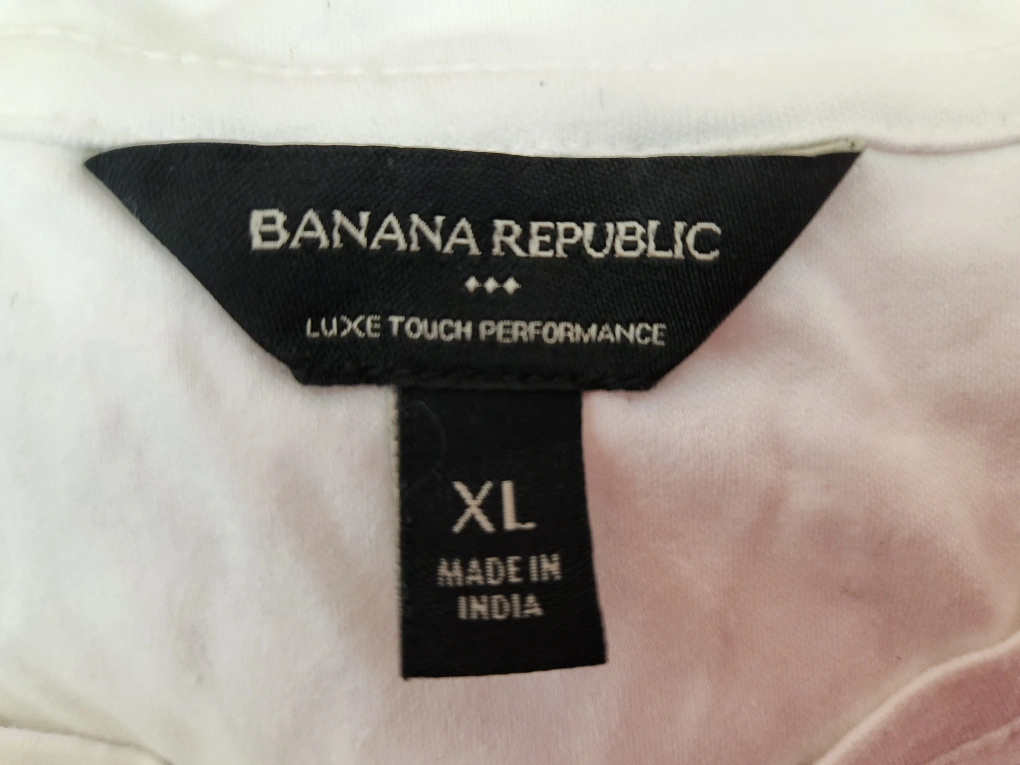 BANANA REPUBLIC
LUXE TOUCH PERFORMANCE
XL
MADE IN
INDIA